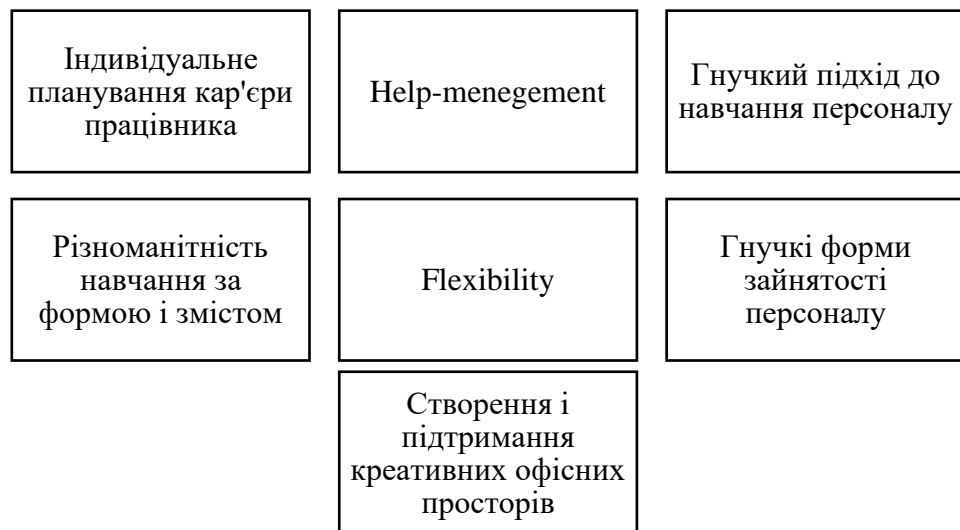 Індивідуальне
планування кар'єри
працівника
Help-menegement
Гнучкий підхід до
навчання персоналу
Різноманітність
навчання за
формою і змістом
Flexibility
Гнучкі форми
зайнятості
персоналу
Створення і
підтримання
креативних офісних
просторів